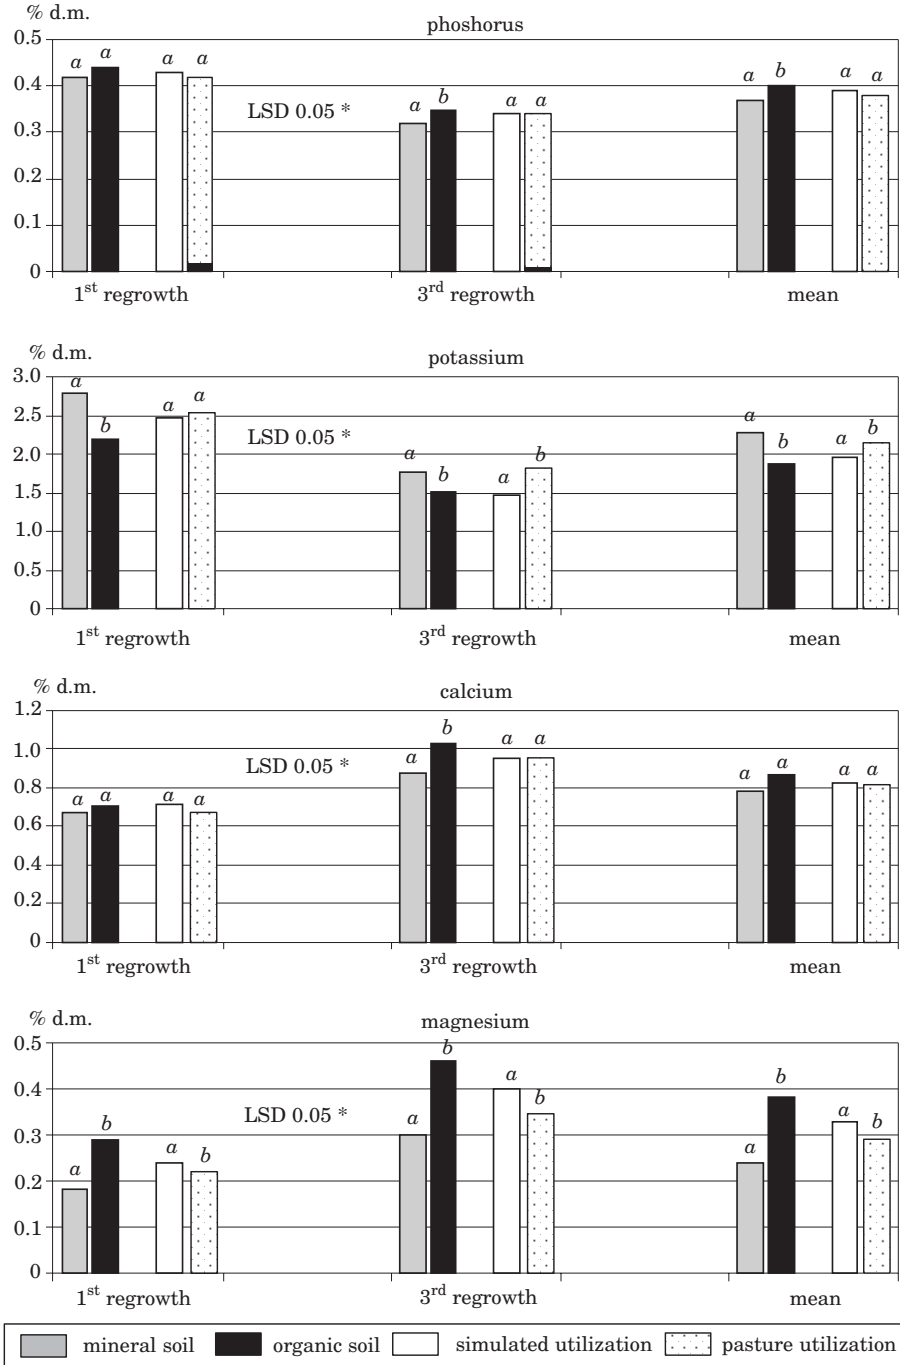 % d.m.
phoshorus
0.5
a a a a
0.4
LSD 0.05 *
a b a a
a b a a
0.3
0.2
0.1
0
1st regrowth 3rd regrowth mean
% d.m.
potassium
3.0
a b a a
2.5
LSD 0.05 *
a b a b
a b a b
2.0
1.5
1.0
0.5
0
1st regrowth 3rd regrowth mean
% d.m.
calcium
1.2
1.0
LSD 0.05 *
a b a a
a a a a
0.8
a a a a
0.6
0.4
0.2
0
1st regrowth 3rd regrowth mean
% d.m.
magnesium
0.5
a b a b
0.4
LSD 0.05 *
a b a b
0.3
a b a b
0.2
0.1
0
1st regrowth 3rd regrowth mean
mineral soil organic soil simulated utilization pasture utilization